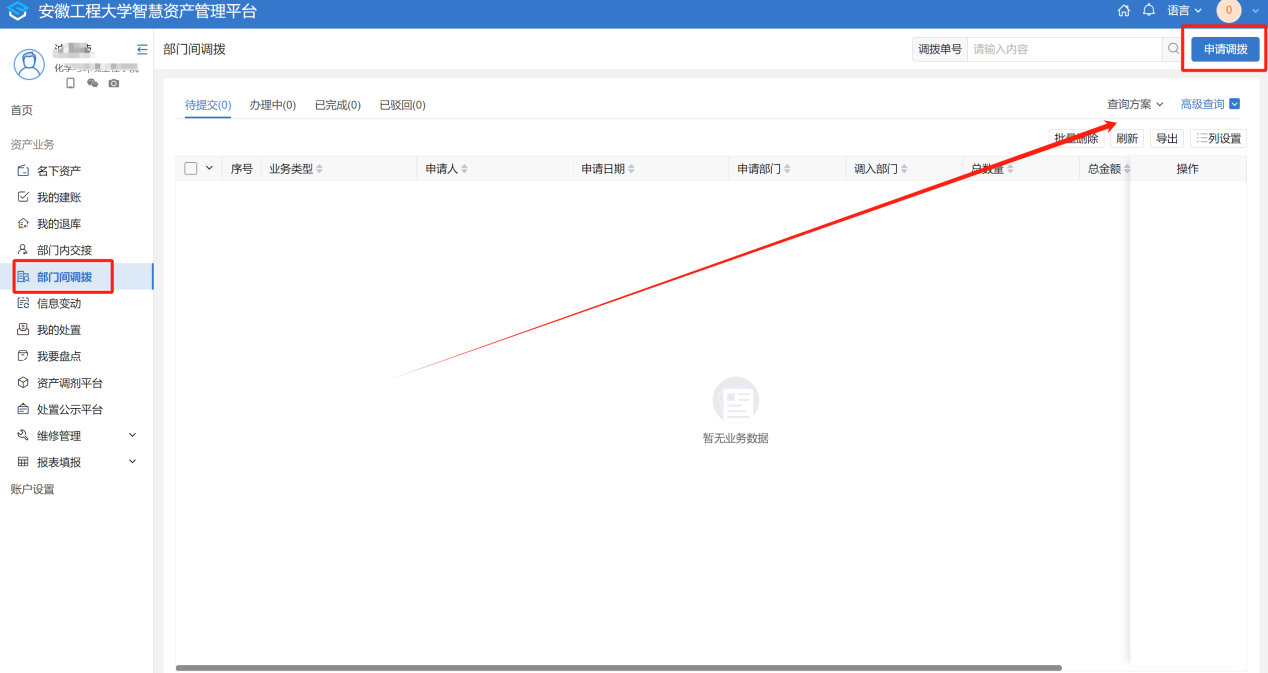 安徽工程大学智慧资产管理平台
语言
0
部门间调拨
调拨单号
请输入内容
申请调拨
首页
资产业务
名下资产
我的建账
我的退库
部门内交接
部门间调拨
信息变动
我的处置
我要盘点
资产调剂平台
处置公示平台
维修管理
报表填报
账户设置
待提交(0) 办理中(0) 已完成(0) 已驳回(0)
查询方案 高级查询
批量删除 刷新 导出 列设置
序号 业务类型 申请人 申请日期 申请部门 调入部门 总数量 总金额 操作
暂无业务数据